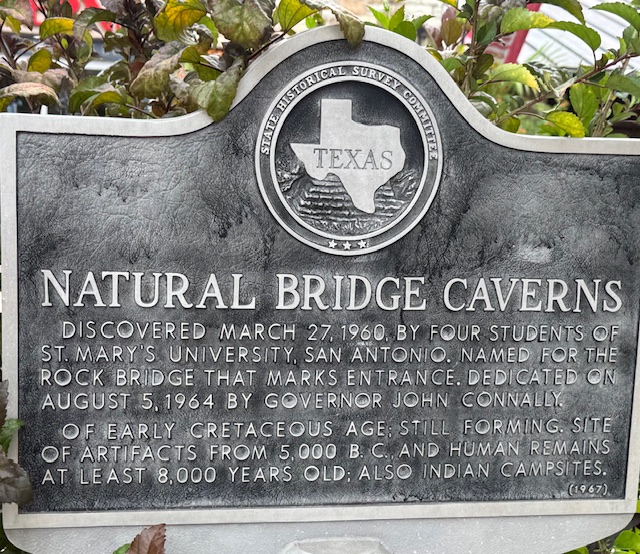 STATE HISTORICAL SURVEY COMMITTEE
TEXAS
NATURAL BRIDGE CAVERNS
DISCOVERED MARCH 27, 1960, BY FOUR STUDENTS OF
ST. MARY'S UNIVERSITY, SAN ANTONIO. NAMED FOR THE
ROCK BRIDGE THAT MARKS ENTRANCE. DEDICATED ON
AUGUST 5, 1964 BY GOVERNOR JOHN CONNALLY.
OF EARLY CRETACEOUS AGE; STILL FORMING. SITE
OF ARTIFACTS FROM 5,000 B.C., AND HUMAN REMAINS
AT LEAST 8,000 YEARS OLD; ALSO INDIAN CAMPSITES.
(1967)